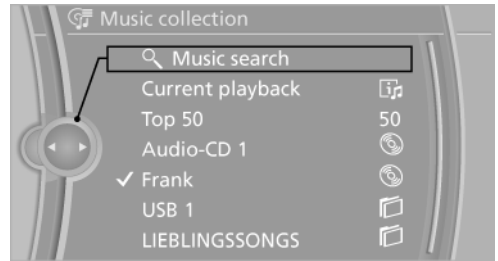 Music collection
Music search
Current playback
Top 50 50
Audio-CD 1
Frank
USB 1
LIEBLINGSSONGS